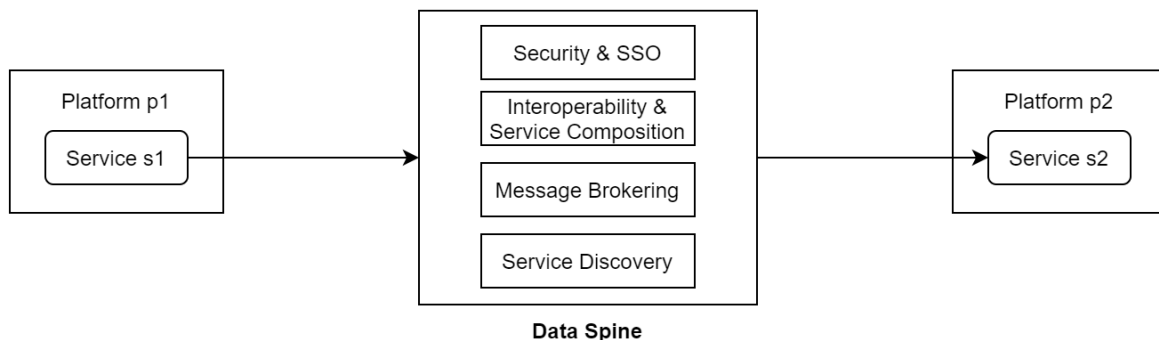 Platform p1
Service s1
Security & SSO
Interoperability &
Service Composition
Message Brokering
Service Discovery
Data Spine
Platform p2
Service s2